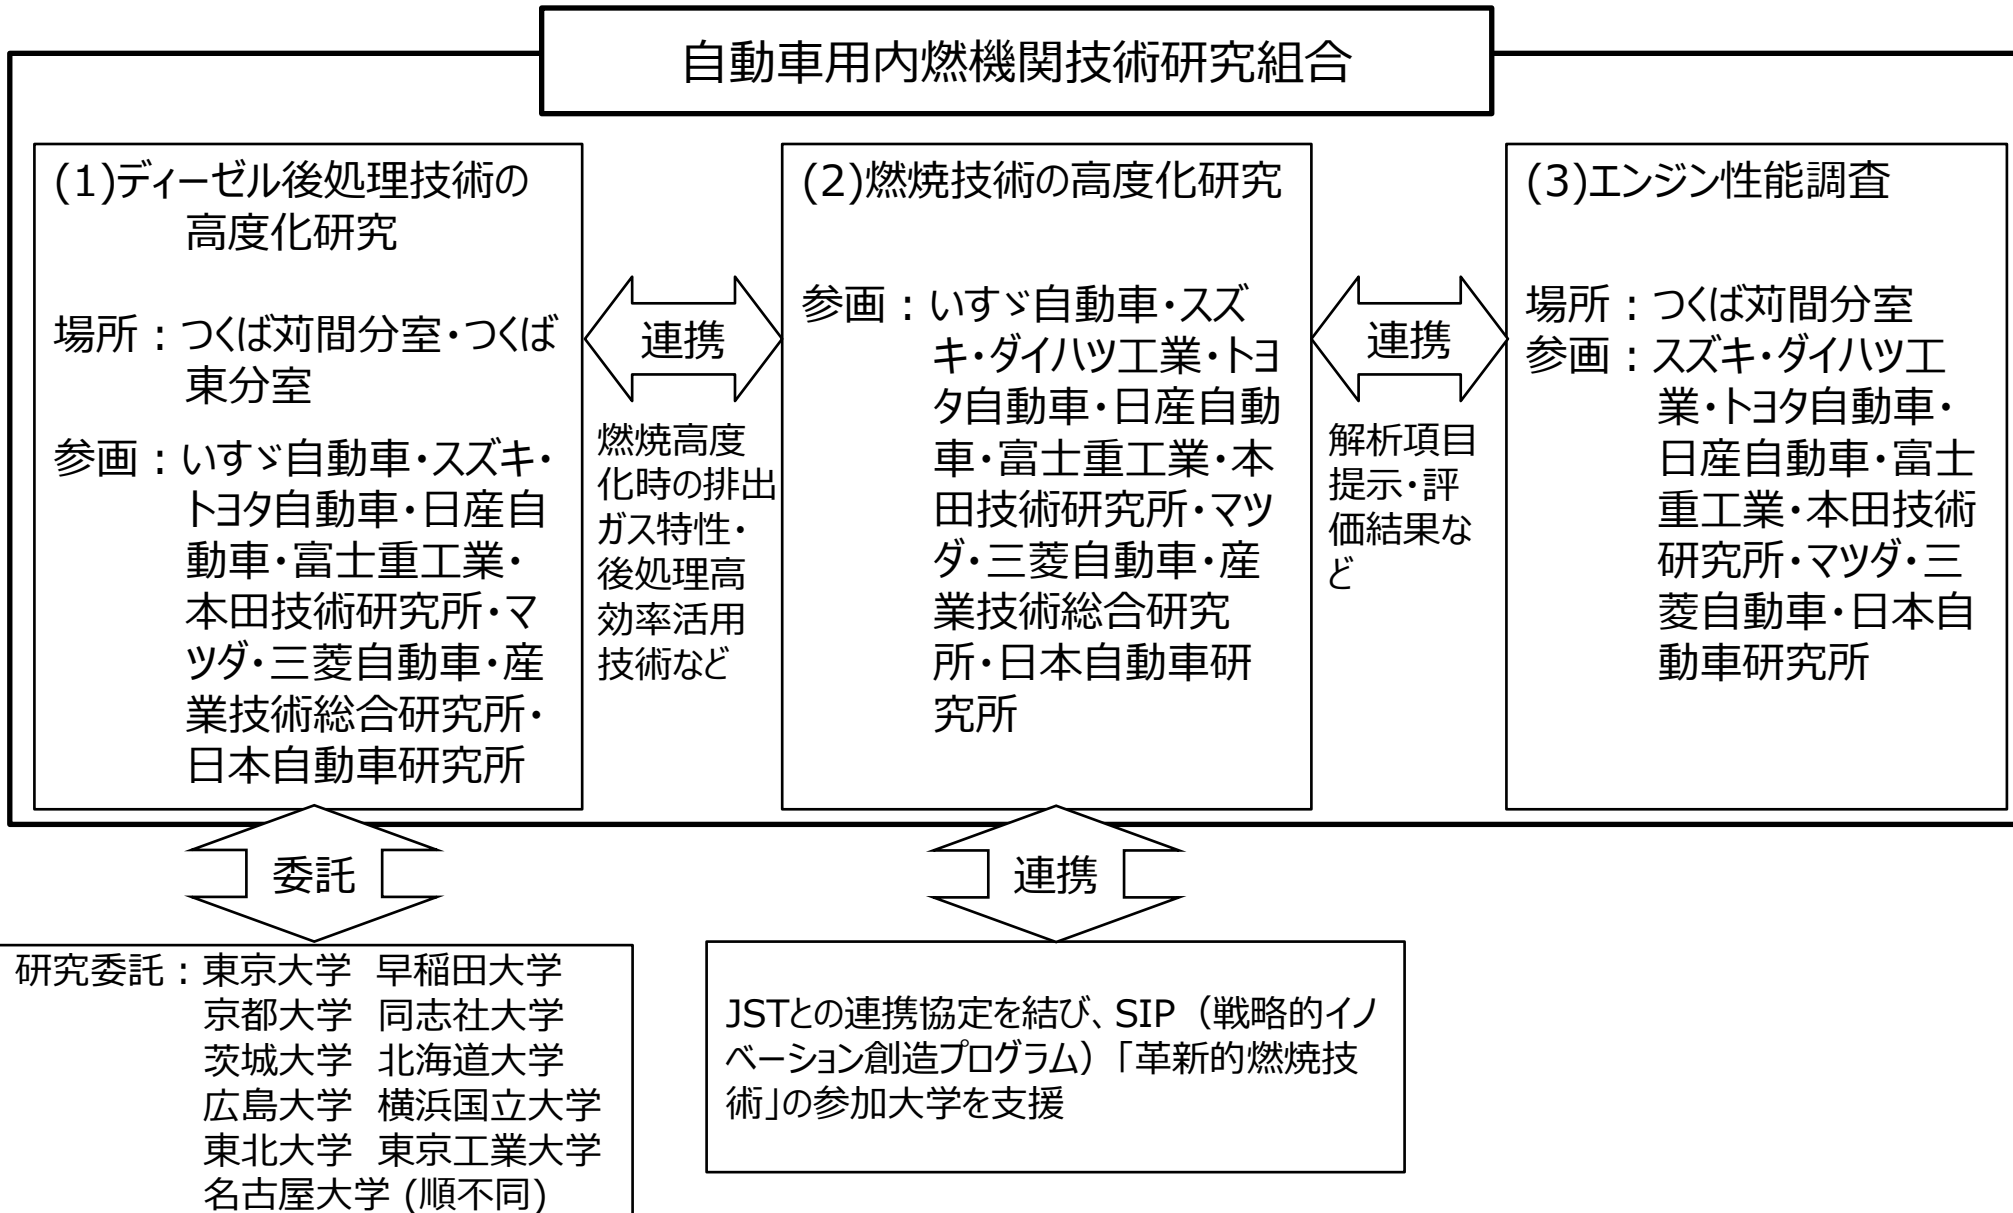 自動車用内燃機関技術研究組合
(1)ディーゼル後処理技術の
高度化研究
場所：つくば苅間分室・つくば
東分室
参画：いすゞ自動車・スズキ・
トヨタ自動車・日産自
動車・富士重工業・
本田技術研究所・マ
ツダ・三菱自動車・産
業技術総合研究所・
日本自動車研究所
連携
燃焼高度
化時の排出
ガス特性・
後処理高
効率活用
技術など
(2)燃焼技術の高度化研究
参画：いすゞ自動車・スズ
キ・ダイハツ工業・トヨ
タ自動車・日産自動
車・富士重工業・本
田技術研究所・マツ
ダ・三菱自動車・産
業技術総合研究
所・日本自動車研
究所
連携
解析項目
提示・評
価結果な
ど
(3)エンジン性能調査
場所：つくば苅間分室
参画：スズキ・ダイハツ工
業・トヨタ自動車・
日産自動車・富士
重工業・本田技術
研究所・マツダ・三
菱自動車・日本自
動車研究所
委託
連携
研究委託：東京大学 早稲田大学
京都大学 同志社大学
茨城大学 北海道大学
広島大学 横浜国立大学
東北大学 東京工業大学
名古屋大学 (順不同)
JSTとの連携協定を結び、SIP（戦略的イノ
ベーション創造プログラム）「革新的燃焼技
術」の参加大学を支援